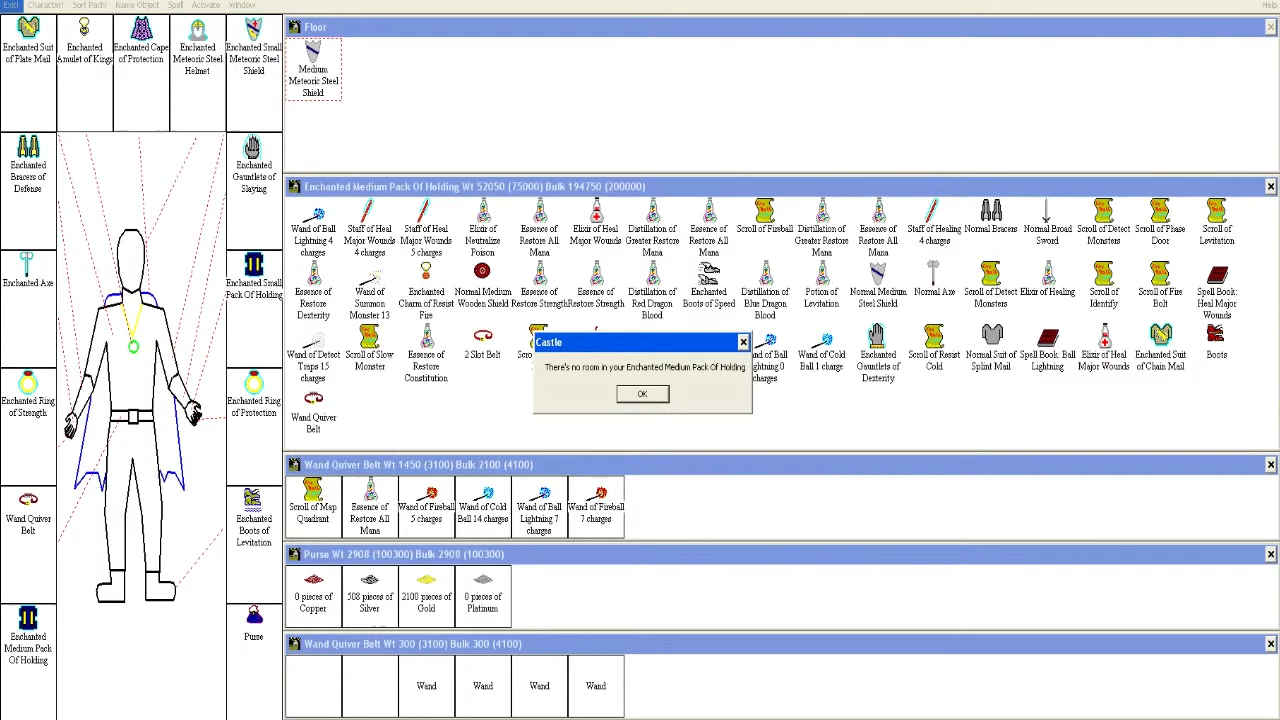 Exit! Character! Sort Pack! Name Object Spell Activate Window Help
Enchanted Suit of Plate Mail
Enchanted Amulet of Kings
Enchanted Cape of Protection
Enchanted Meteoric Steel Helmet
Enchanted Small Meteoric Steel Shield
Enchanted Bracers of Defense
Enchanted Gauntlets of Slaying
Enchanted Axe
Enchanted Small Pack Of Holding
Enchanted Ring of Strength
Enchanted Ring of Protection
Wand Quiver Belt
Enchanted Boots of Levitation
Enchanted Medium Pack Of Holding
Purse
Floor
Medium Meteoric Steel Shield
Enchanted Medium Pack Of Holding Wt 52050 (75000) Bulk 194750 (200000)
Wand of Ball Lightning 4 charges
Staff of Heal Major Wounds 4 charges
Staff of Heal Major Wounds 5 charges
Elixir of Neutralize Poison
Essence of Restore All Mana
Elixir of Heal Major Wounds
Distillation of Greater Restore Mana
Essence of Restore All Mana
Scroll of Fireball
Distillation of Greater Restore Mana
Essence of Restore All Mana
Staff of Healing 4 charges
Normal Bracers
Normal Broad Sword
Scroll of Detect Monsters
Scroll of Phase Door
Scroll of Levitation
Essence of Restore Dexterity
Wand of Summon Monster 13
Enchanted Charm of Resist Fire
Normal Medium Wooden Shield
Essence of Restore Strength
Essence of Restore Strength
Distillation of Red Dragon Blood
Enchanted Boots of Speed
Distillation of Blue Dragon Blood
Potion of Levitation
Normal Medium Steel Shield
Normal Axe
Scroll of Detect Monsters
Elixir of Healing
Scroll of Identify
Scroll of Fire Bolt
Spell Book: Heal Major Wounds
Wand of Detect Traps 15 charges
Scroll of Slow Monster
Essence of Restore Constitution
2 Slot Belt
Wand of Cold Ball 1 charge
Enchanted Gauntlets of Dexterity
Scroll of Resist Cold
Normal Suit of Splint Mail
Spell Book: Ball Lightning
Elixir of Heal Major Wounds
Enchanted Suit of Chain Mail
Boots
Wand Quiver Belt
Castle
There's no room in your Enchanted Medium Pack Of Holding
OK
Wand Quiver Belt Wt 1450 (3100) Bulk 2100 (4100)
Scroll of Map Quadrant
Essence of Restore All Mana
Wand of Fireball 5 charges
Wand of Cold Ball 14 charges
Wand of Ball Lightning 7 charges
Wand of Fireball 7 charges
Purse Wt 2908 (100300) Bulk 2908 (100300)
0 pieces of Copper
508 pieces of Silver
2100 pieces of Gold
0 pieces of Platinum
Wand Quiver Belt Wt 300 (3100) Bulk 300 (4100)
Wand
Wand
Wand
Wand